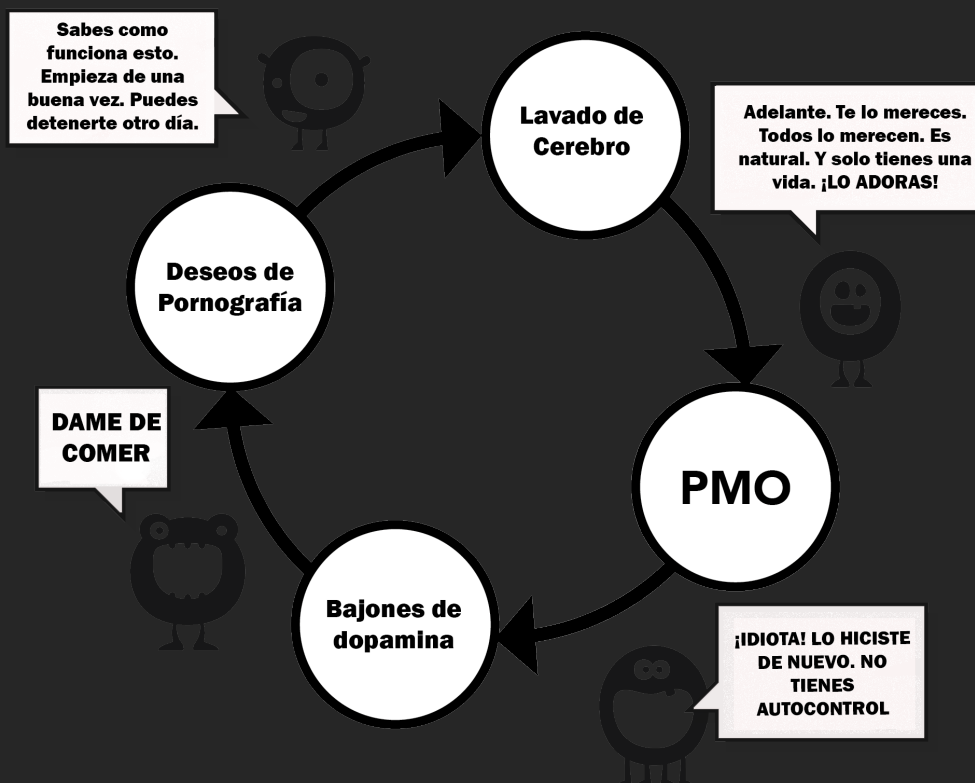 Sabes como
funciona esto.
Empieza de una
buena vez. Puedes
detenerte otro día.
Lavado de
Cerebro
Adelante. Te lo mereces.
Todos lo merecen. Es
natural. Y solo tienes una
vida. ¡LO ADORAS!
Deseos de
Pornografía
DAME DE
COMER
PMO
Bajones de
dopamina
¡IDIOTA! LO HICISTE
DE NUEVO. NO
TIENES
AUTOCONTROL